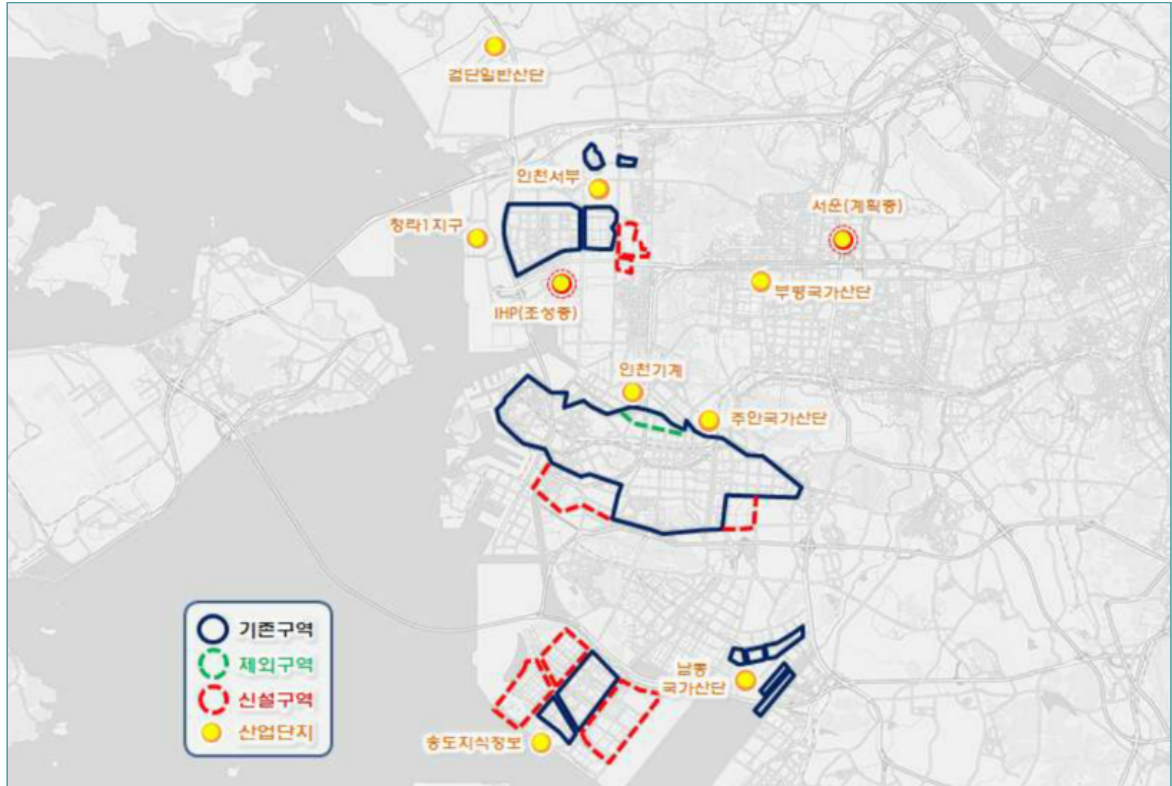 검단일반산단
인천서부
청라1지구
서운(계획중)
부평국가산단
IHP(조성중)
인천기계
주안국가산단
남동
국가산단
송도지식정보
기존구역
제외구역
신설구역
산업단지